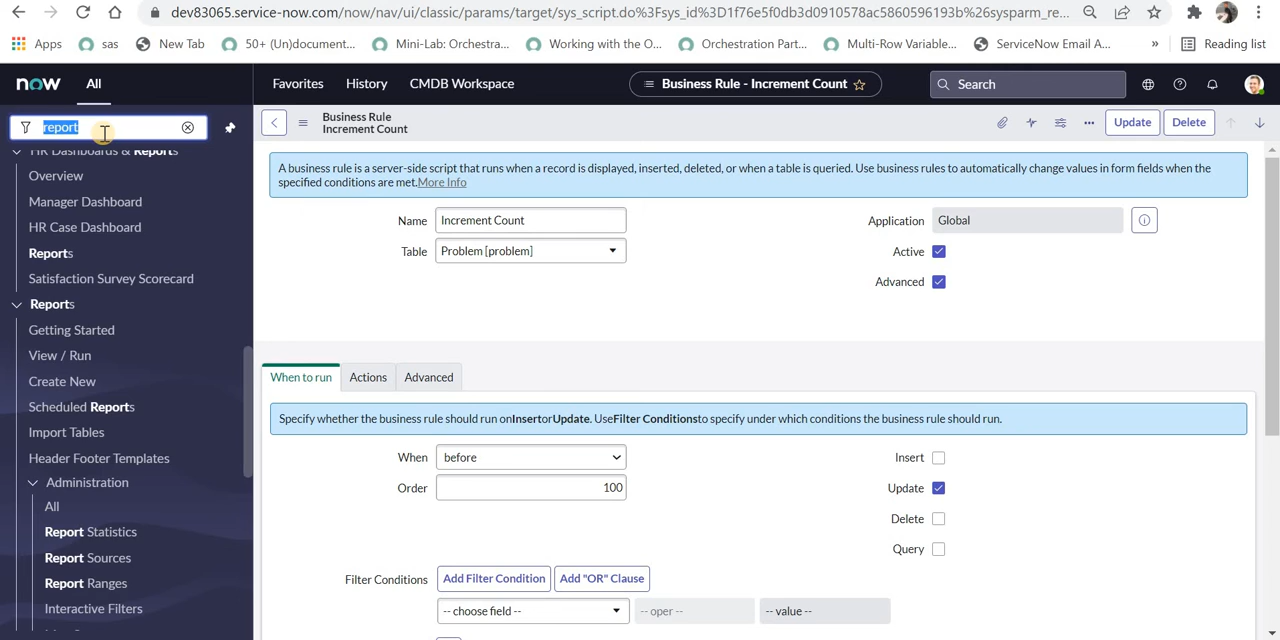 dev83065.service-now.com/now/nav/ui/classic/params/target/sys_script.do%3Fsys_id%3D1f76e5f0db3d0910578ac5860596193b%26sysparm_re...
Apps
sas
New Tab
50+ (Un)document...
Mini-Lab: Orchestra...
Working with the O...
Orchestration Part...
Multi-Row Variable...
ServiceNow Email A...
»
Reading list
now
All
Favorites
History
CMDB Workspace
Business Rule - Increment Count
Search
report
HR Dashboards & Reports
Overview
Manager Dashboard
HR Case Dashboard
Reports
Satisfaction Survey Scorecard
Reports
Getting Started
View / Run
Create New
Scheduled Reports
Import Tables
Header Footer Templates
Administration
All
Report Statistics
Report Sources
Report Ranges
Interactive Filters
Business Rule
Increment Count
Update
Delete
A business rule is a server-side script that runs when a record is displayed, inserted, deleted, or when a table is queried. Use business rules to automatically change values in form fields when the
specified conditions are met.More Info
Name
Increment Count
Application
Global
Table
Problem [problem]
Active
Advanced
When to run
Actions
Advanced
Specify whether the business rule should run onInsertorUpdate. UseFilter Conditionsto specify under which conditions the business rule should run.
When
before
Insert
Order
100
Update
Delete
Query
Filter Conditions
Add Filter Condition
Add "OR" Clause
-- choose field --
-- oper --
-- value --